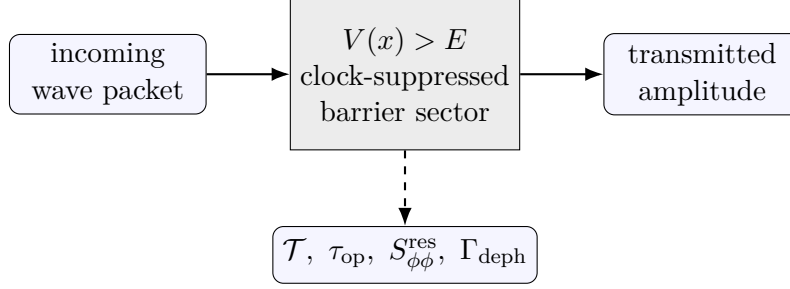 incoming
wave packet
V(x) > E
clock-suppressed
barrier sector
transmitted
amplitude
𝒯, τ_op, S_ϕϕ^res, Γ_deph